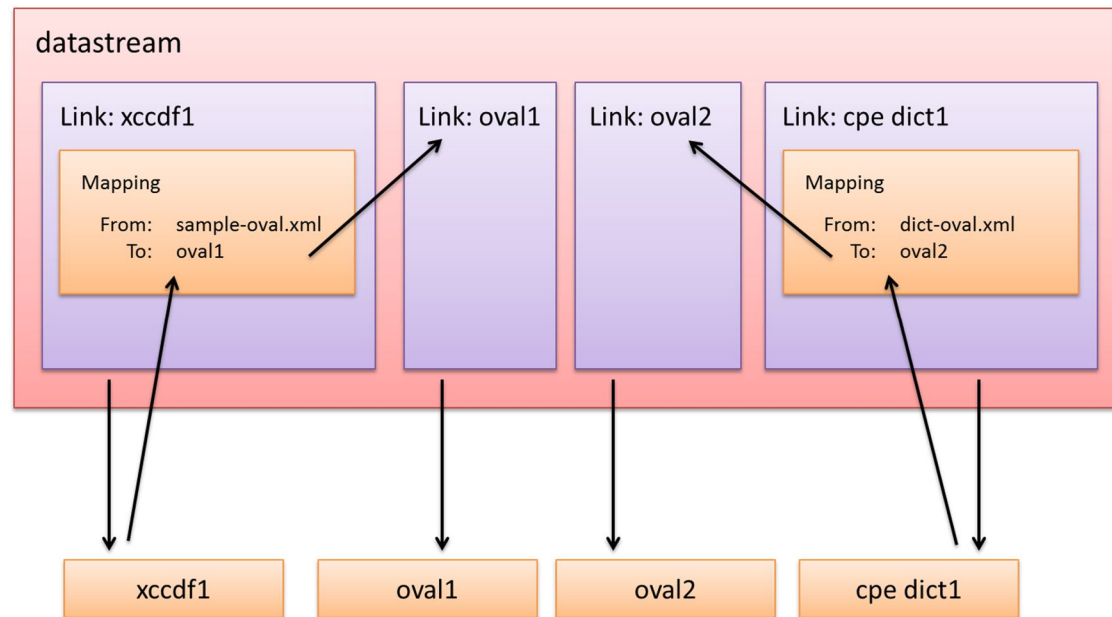 datastream
Link: xccdf1
Mapping
From: sample-oval.xml
To: oval1
Link: oval1
Link: oval2
Link: cpe dict1
Mapping
From: dict-oval.xml
To: oval2
xccdf1
oval1
oval2
cpe dict1